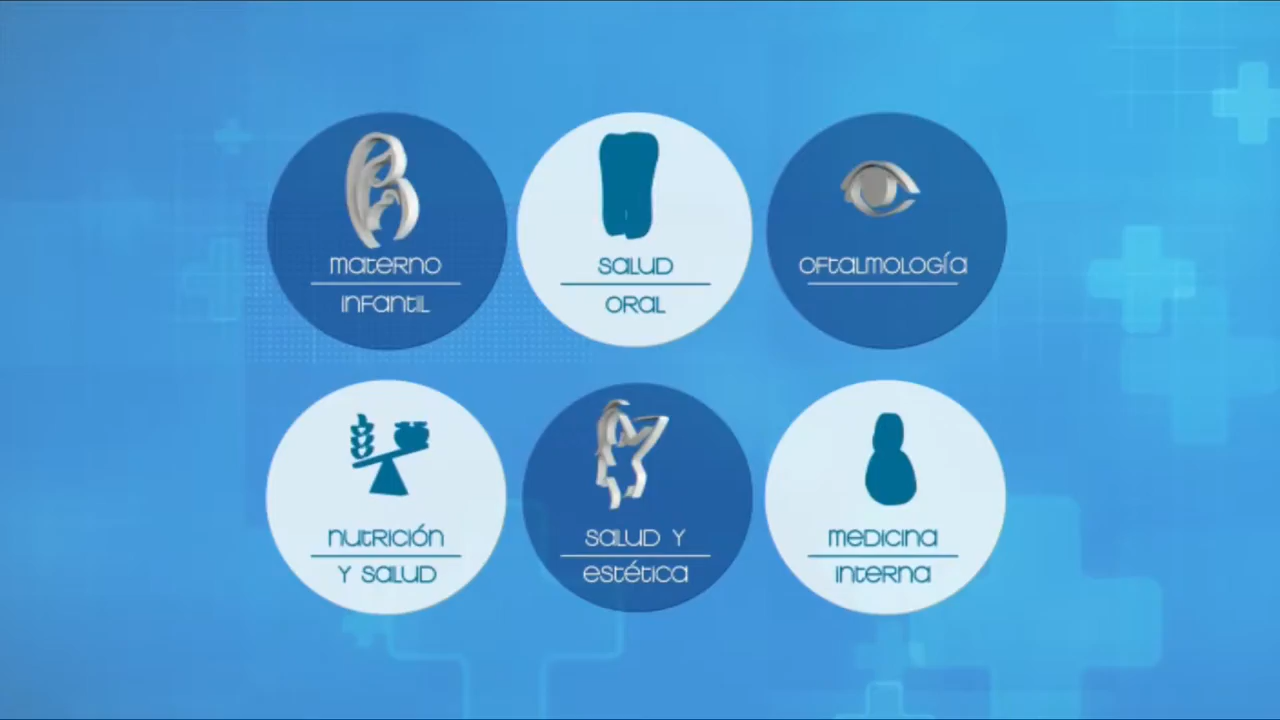 materno
infantil
salud
oral
oftalmología
nutrición
y salud
salud y
estética
medicina
interna